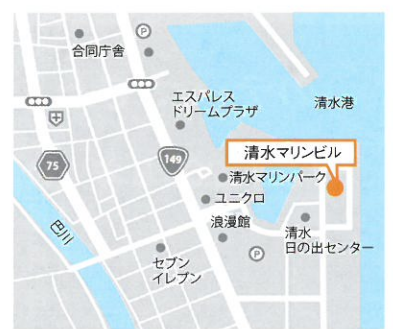 P
合同庁舎
エスパルス
ドリームプラザ
清水港
清水マリンビル
149
75
清水マリンパーク
ユニクロ
浪漫館
巴川
清水
日の出センター
P
セブン
イレブン